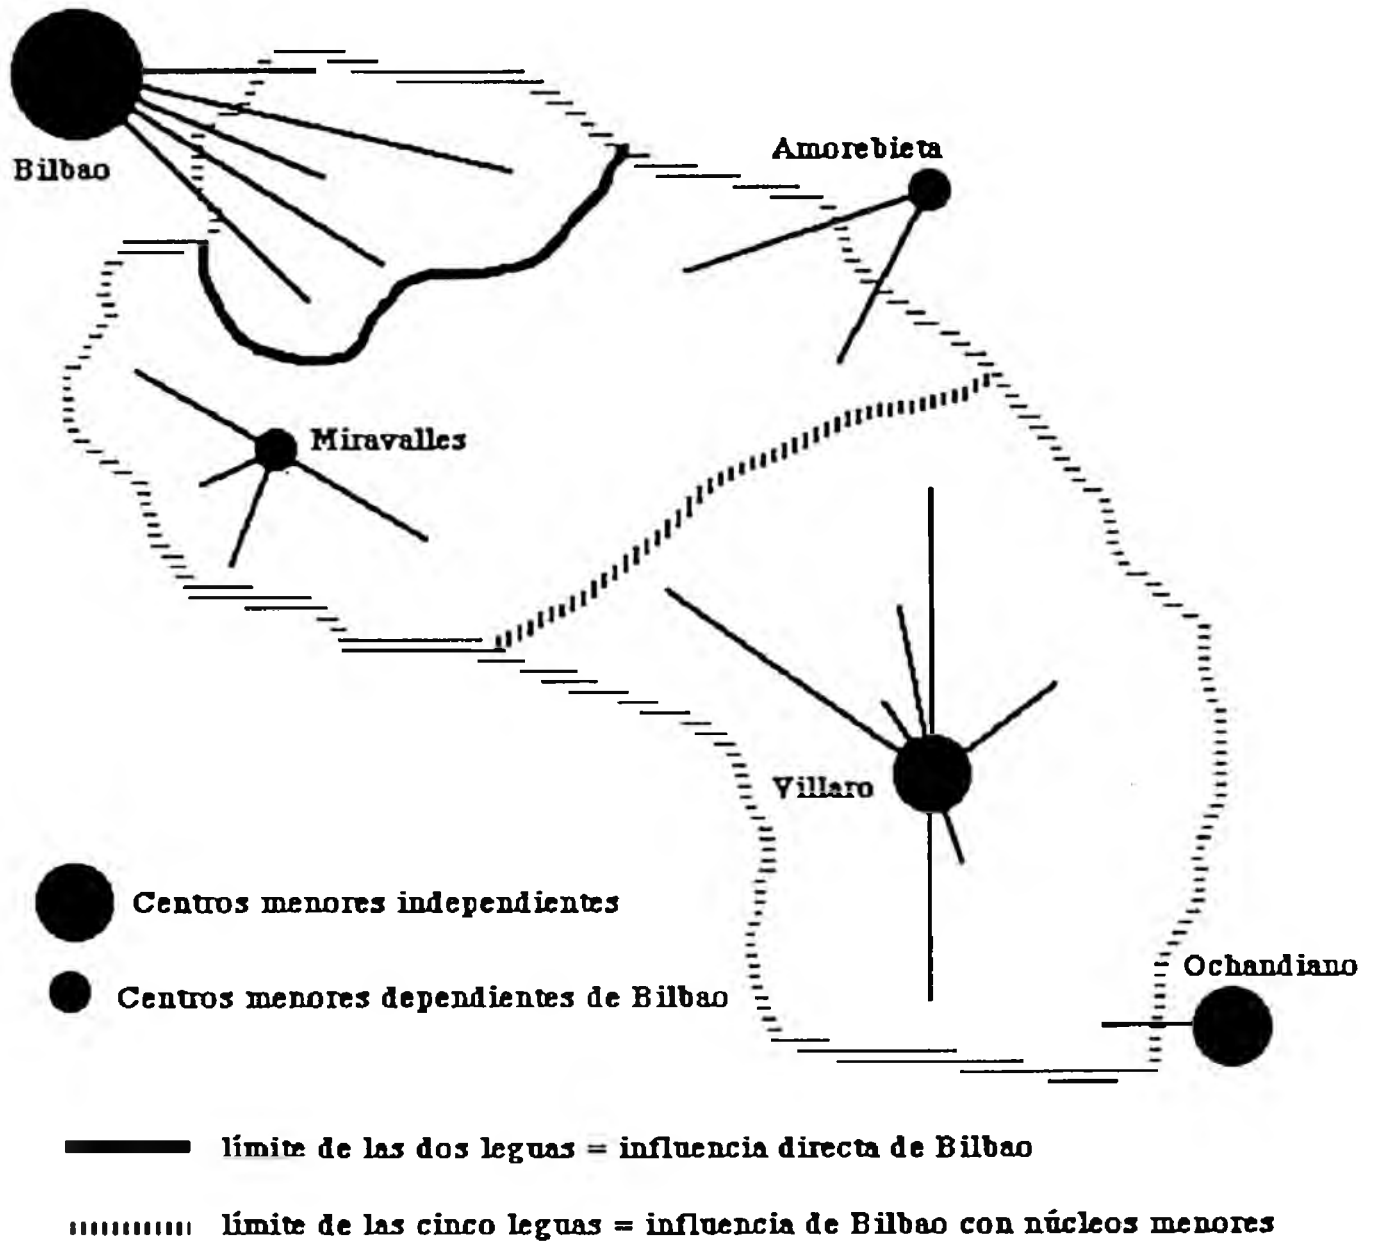 Bilbao
Amorebieta
Miravalles
Villaro
Centros menores independientes
Ochandiano
Centros menores dependientes de Bilbao
límite de las dos leguas = influencia directa de Bilbao
límite de las cinco leguas = influencia de Bilbao con núcleos menores